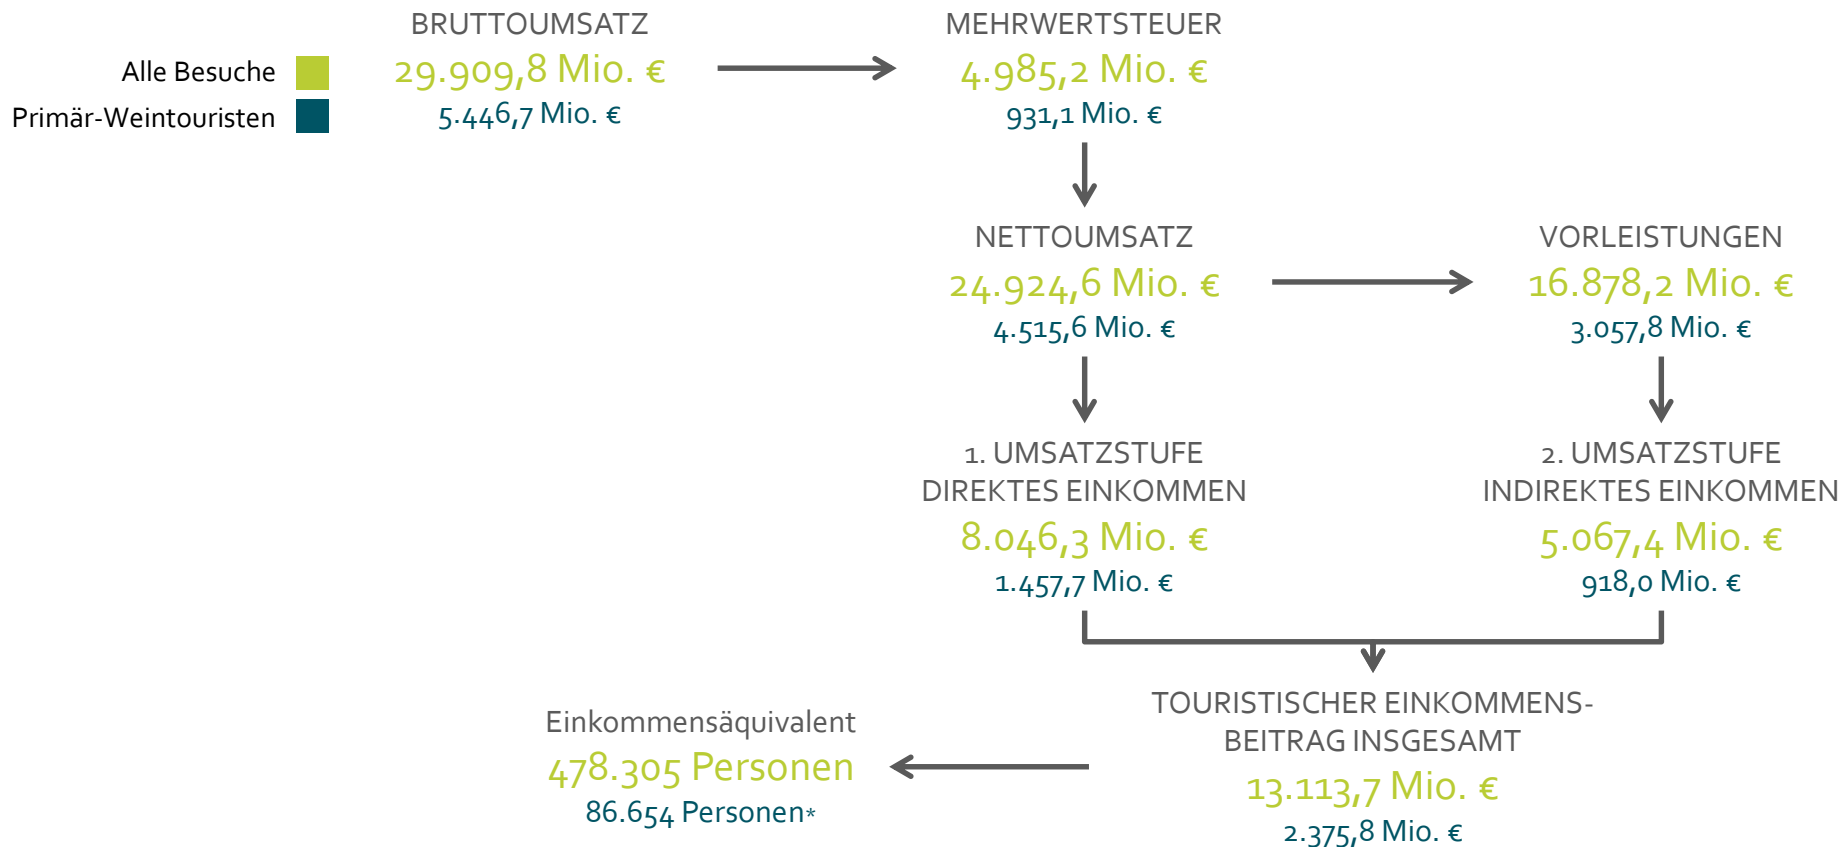 Alle Besuche
Primär-Weintouristen
BRUTTOUMSATZ
29.909,8 Mio. €
5.446,7 Mio. €
MEHRWERTSTEUER
4.985,2 Mio. €
931,1 Mio. €
NETTOUMSATZ
24.924,6 Mio. €
4.515,6 Mio. €
VORLEISTUNGEN
16.878,2 Mio. €
3.057,8 Mio. €
1. UMSATZSTUFE
DIREKTES EINKOMMEN
8.046,3 Mio. €
1.457,7 Mio. €
2. UMSATZSTUFE
INDIREKTES EINKOMMEN
5.067,4 Mio. €
918,0 Mio. €
TOURISTISCHER EINKOMMENS-
BEITRAG INSGESAMT
13.113,7 Mio. €
2.375,8 Mio. €
Einkommensäquivalent
478.305 Personen
86.654 Personen*